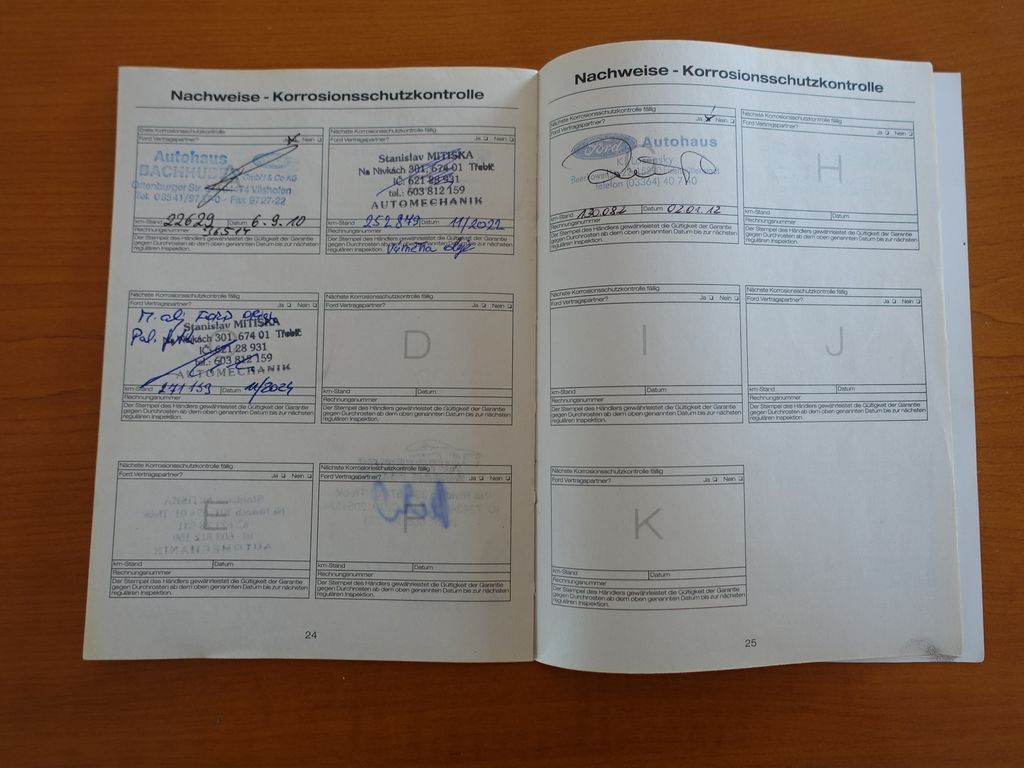 Nachweise - Korrosionsschutzkontrolle
Erste Korrosionsschutzkontrolle
Ford Vertragspartner? Nein
Autohaus
GmbH & Co KG
Vilshofen
Tel. 08541/97 Fax 9727-22
km-Stand 22629 Datum 6.9.10
Rechnungsnummer
Der Stempel des Händlers gewährleistet die Gültigkeit der Garantie
gegen Durchrosten ab dem oben genannten Datum bis zur nächsten
regulären Inspektion.
Nächste Korrosionsschutzkontrolle fällig
Ford Vertragspartner? Ja Nein
Stanislav MITISKA
Na Nivkách 301, 674 01 Třebíč
IČ: 621 28 931
tel.: 603 812 159
AUTOMECHANIK
km-Stand 252849 Datum 11/2022
Rechnungsnummer
Der Stempel des Händlers gewährleistet die Gültigkeit der Garantie
gegen Durchrosten ab dem oben genannten Datum bis zur nächsten
regulären Inspektion.
Nächste Korrosionsschutzkontrolle fällig
Ford Vertragspartner? Ja Nein
Stanislav MITISKA
Na Nivkách 301, 674 01 Třebíč
IČ: 621 28 931
tel.: 603 812 159
AUTOMECHANIK
km-Stand 271159 Datum 11/2024
Rechnungsnummer
Der Stempel des Händlers gewährleistet die Gültigkeit der Garantie
gegen Durchrosten ab dem oben genannten Datum bis zur nächsten
regulären Inspektion.
Nächste Korrosionsschutzkontrolle fällig
Ford Vertragspartner? Ja Nein
D
km-Stand Datum
Rechnungsnummer
Der Stempel des Händlers gewährleistet die Gültigkeit der Garantie
gegen Durchrosten ab dem oben genannten Datum bis zur nächsten
regulären Inspektion.
Nächste Korrosionsschutzkontrolle fällig
Ford Vertragspartner? Ja Nein
E
km-Stand Datum
Rechnungsnummer
Der Stempel des Händlers gewährleistet die Gültigkeit der Garantie
gegen Durchrosten ab dem oben genannten Datum bis zur nächsten
regulären Inspektion.
Nächste Korrosionsschutzkontrolle fällig
Ford Vertragspartner? Ja Nein
F
km-Stand Datum
Rechnungsnummer
Der Stempel des Händlers gewährleistet die Gültigkeit der Garantie
gegen Durchrosten ab dem oben genannten Datum bis zur nächsten
regulären Inspektion.
24
Nachweise - Korrosionsschutzkontrolle
Nächste Korrosionsschutzkontrolle fällig
Ford Vertragspartner? Ja Nein
Ford Autohaus
Telefon (03364) 40 7 40
km-Stand 130.082 Datum 02.01.12
Rechnungsnummer
Der Stempel des Händlers gewährleistet die Gültigkeit der Garantie
gegen Durchrosten ab dem oben genannten Datum bis zur nächsten
regulären Inspektion.
Nächste Korrosionsschutzkontrolle fällig
Ford Vertragspartner? Ja Nein
H
km-Stand Datum
Rechnungsnummer
Der Stempel des Händlers gewährleistet die Gültigkeit der Garantie
gegen Durchrosten ab dem oben genannten Datum bis zur nächsten
regulären Inspektion.
Nächste Korrosionsschutzkontrolle fällig
Ford Vertragspartner? Ja Nein
I
km-Stand Datum
Rechnungsnummer
Der Stempel des Händlers gewährleistet die Gültigkeit der Garantie
gegen Durchrosten ab dem oben genannten Datum bis zur nächsten
regulären Inspektion.
Nächste Korrosionsschutzkontrolle fällig
Ford Vertragspartner? Ja Nein
J
km-Stand Datum
Rechnungsnummer
Der Stempel des Händlers gewährleistet die Gültigkeit der Garantie
gegen Durchrosten ab dem oben genannten Datum bis zur nächsten
regulären Inspektion.
Nächste Korrosionsschutzkontrolle fällig
Ford Vertragspartner? Ja Nein
K
km-Stand Datum
Rechnungsnummer
Der Stempel des Händlers gewährleistet die Gültigkeit der Garantie
gegen Durchrosten ab dem oben genannten Datum bis zur nächsten
regulären Inspektion.
25